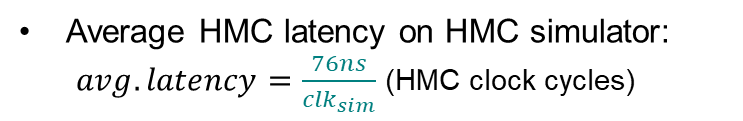 • Average HMC latency on HMC simulator:
avg.latency = 76ns/clk_sim (HMC clock cycles)